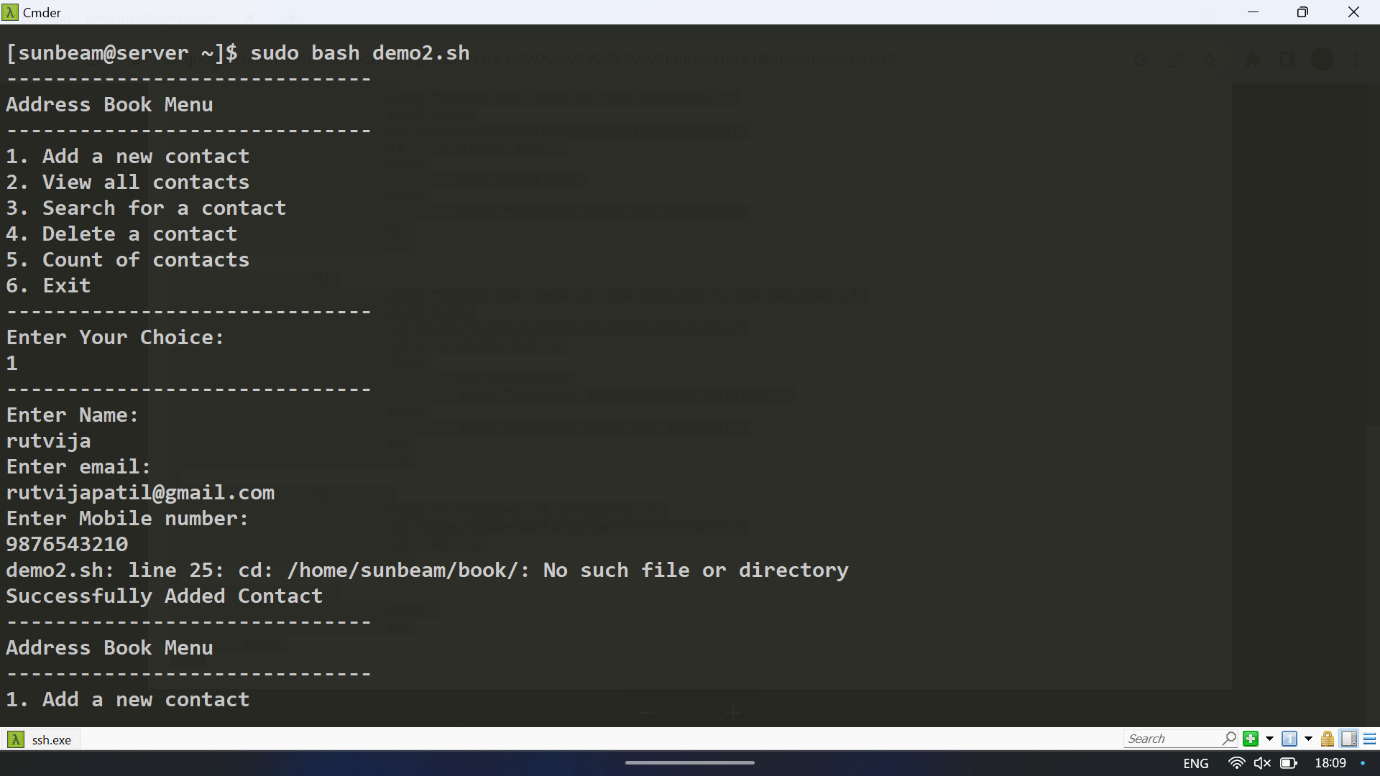 Cmder
[sunbeam@server ~]$ sudo bash demo2.sh
------------------------------
Address Book Menu
------------------------------
1. Add a new contact
2. View all contacts
3. Search for a contact
4. Delete a contact
5. Count of contacts
6. Exit
------------------------------
Enter Your Choice:
1
------------------------------
Enter Name:
rutvija
Enter email:
rutvijapatil@gmail.com
Enter Mobile number:
9876543210
demo2.sh: line 25: cd: /home/sunbeam/book/: No such file or directory
Successfully Added Contact
------------------------------
Address Book Menu
------------------------------
1. Add a new contact
ssh.exe
Search
ENG
18:09